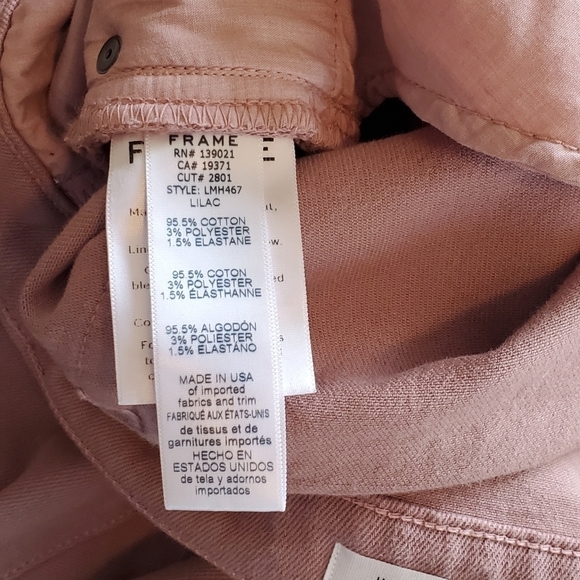 FRAME
RN# 139021
CA# 19371
CUT# 2801
STYLE: LMH467
LILAC
95.5% COTTON
3% POLYESTER
1.5% ELASTANE
95.5% COTON
3% POLYESTER
1.5% ÉLASTHANNE
95.5% ALGODÓN
3% POLIESTER
1.5% ELASTANO
MADE IN USA
of imported
fabrics and trim
FABRIQUÉ AUX ÉTATS-UNIS
de tissus et de
garnitures importés
HECHO EN
ESTADOS UNIDOS
de tela y adornos
importados